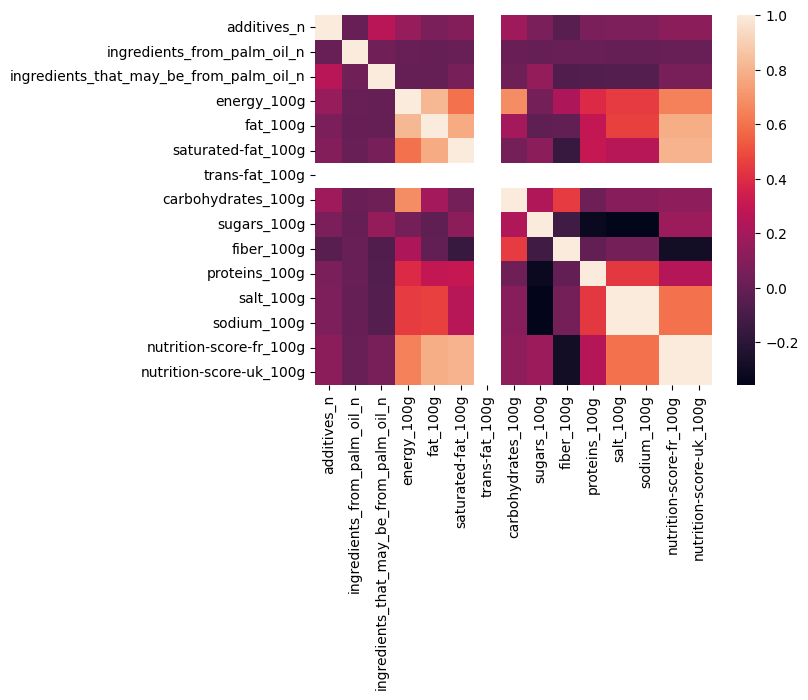 additives_n
ingredients_from_palm_oil_n
ingredients_that_may_be_from_palm_oil_n
energy_100g
fat_100g
saturated-fat_100g
trans-fat_100g
carbohydrates_100g
sugars_100g
fiber_100g
proteins_100g
salt_100g
sodium_100g
nutrition-score-fr_100g
nutrition-score-uk_100g
additives_n
ingredients_from_palm_oil_n
ingredients_that_may_be_from_palm_oil_n
energy_100g
fat_100g
saturated-fat_100g
trans-fat_100g
carbohydrates_100g
sugars_100g
fiber_100g
proteins_100g
salt_100g
sodium_100g
nutrition-score-fr_100g
nutrition-score-uk_100g
1.0
0.8
0.6
0.4
0.2
0.0
−0.2